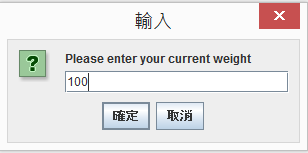 輸入
Please enter your current weight
100
確定 取消